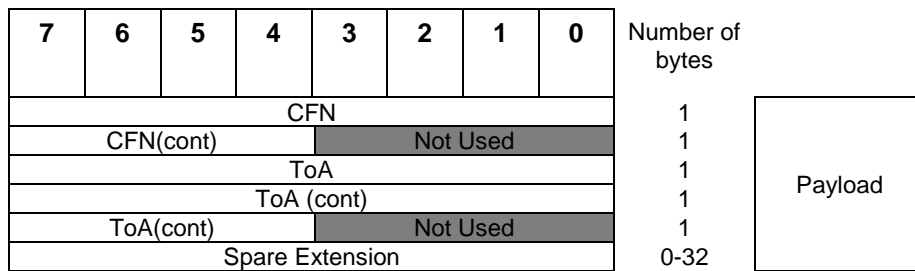 7 6 5 4 3 2 1 0 Number of
bytes
CFN 1
CFN(cont) Not Used 1
ToA 1
ToA (cont) 1
Payload
ToA(cont) Not Used 1
Spare Extension 0-32